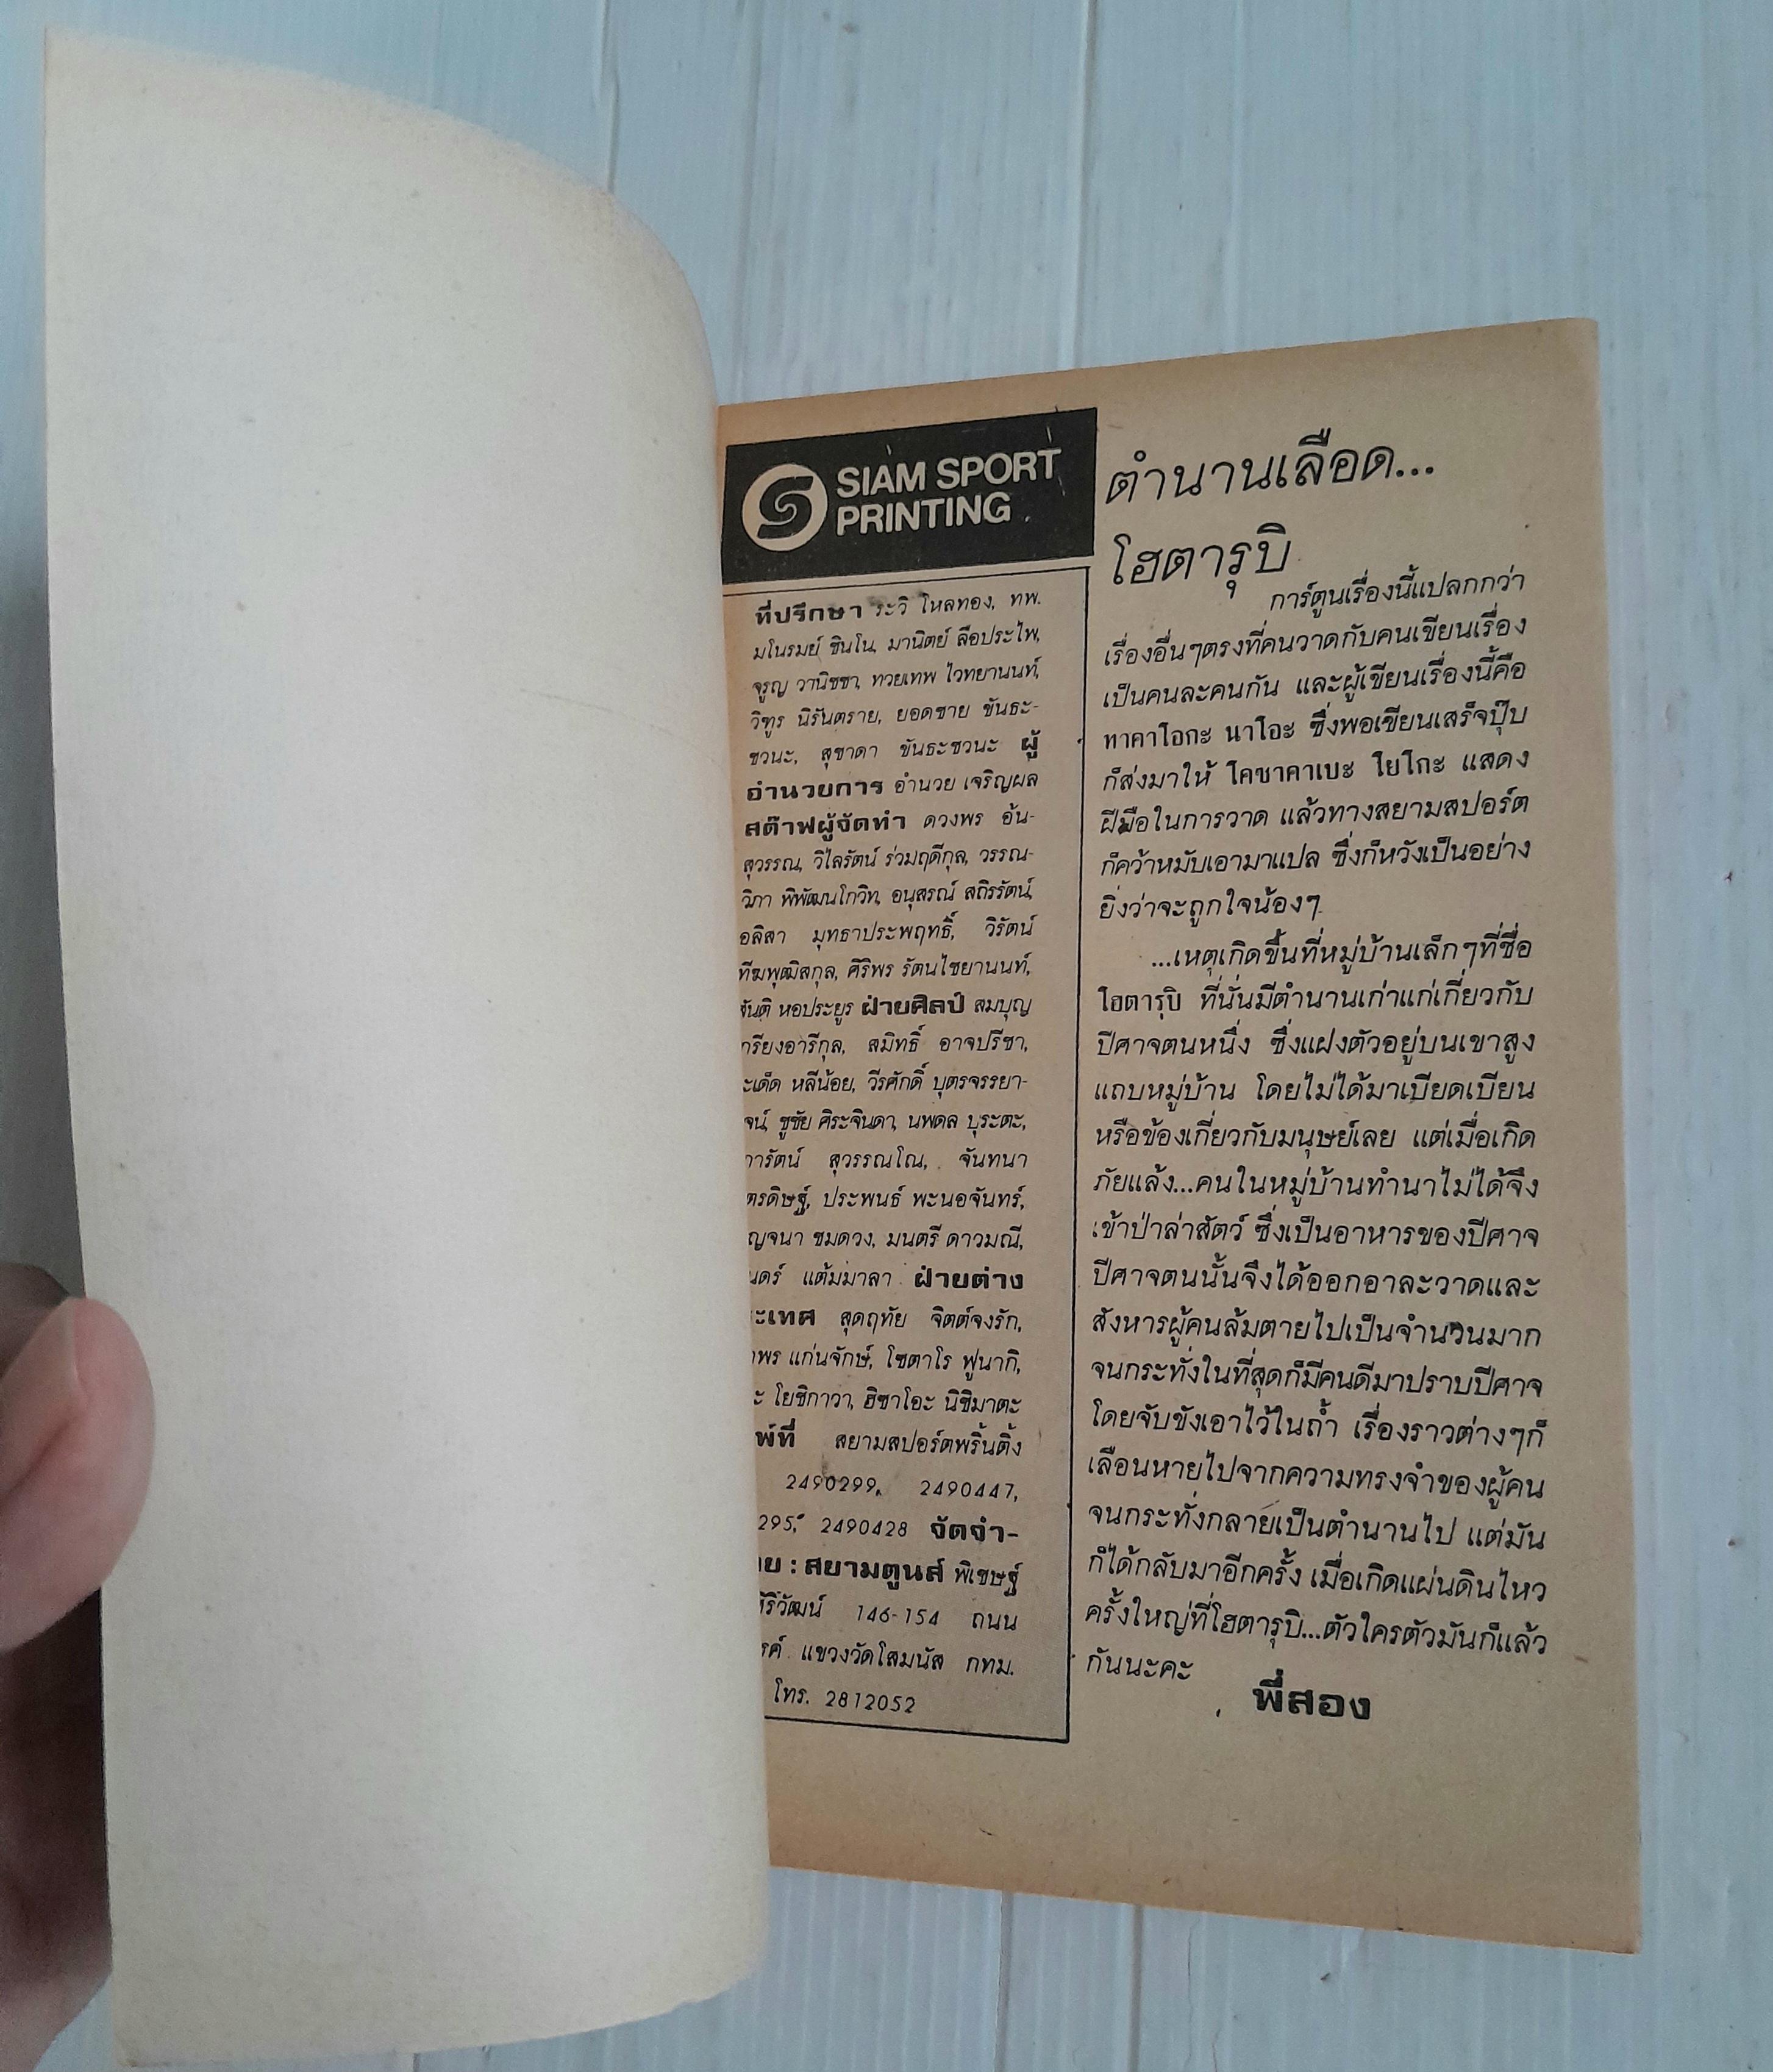 SIAM SPORT
PRINTING
ที่ปรึกษา ระวิ โหลทอง, ทพ.
มโนรมย์ ชินโน, มานิตย์ ลือประไพ,
จรูญ วานิชชา, ทวยเทพ ไวทยานนท์,
วิฑูร นิรันตราย, ยอดชาย ขันธะ-
ชวนะ, สุชาดา ขันธะชวนะ ผู้
อำนวยการ อำนวย เจริญผล
สต๊าฟผู้จัดทำ ดวงพร อ้น-
สุวรรณ, วิไลรัตน์ ร่วมฤดีกุล, วรรณ-
วิภา พิพัฒนโกวิท, อนุสรณ์ สถิรรัตน์,
อลิสา มุทธาประพฤทธิ์, วิรัตน์
ทีฆพุฒิสกุล, ศิริพร รัตนไชยานนท์,
หอประยูร ฝ่ายศิลป์ สมบุญ
เกรียงอารีกุล, สมิทธิ์ อาจปรีชา,
หลีน้อย, วีรศักดิ์ บุตรจรรยา-
ชูชัย ศิระจินดา, นพดล บุระตะ,
สุวรรณโณ, จันทนา
ประพนธ์ พะนอจันทร์,
ชมดวง, มนตรี ดาวมณี,
แต้มมาลา ฝ่ายต่าง
ประเทศ สุดฤทัย จิตต์จงรัก,
แก่นจักษ์, โชตาโร ฟูนากิ,
โยชิกาวา, ฮิซาโอะ นิชิมาตะ
สยามสปอร์ตพริ้นติ้ง
2490299, 2490447,
295, 2490428 จัดจำ-
: สยามตูนส์ พิเชษฐ์
146-154 ถนน
แขวงวัดโสมนัส กทม.
โทร. 2812052
ตำนานเลือด...
โฮตารุบิ
การ์ตูนเรื่องนี้แปลกกว่า
เรื่องอื่นๆตรงที่คนวาดกับคนเขียนเรื่อง
เป็นคนละคนกัน และผู้เขียนเรื่องนี้คือ
ทาคาโอกะ นาโอะ ซึ่งพอเขียนเสร็จปุ๊บ
ก็ส่งมาให้ โคชาคาเบะ โยโกะ แสดง
ฝีมือในการวาด แล้วทางสยามสปอร์ต
ก็คว้าหมับเอามาแปล ซึ่งก็หวังเป็นอย่าง
ยิ่งว่าจะถูกใจน้องๆ
...เหตุเกิดขึ้นที่หมู่บ้านเล็กๆที่ชื่อ
โฮตารุบิ ที่นั่นมีตำนานเก่าแก่เกี่ยวกับ
ปีศาจตนหนึ่ง ซึ่งแฝงตัวอยู่บนเขาสูง
แถบหมู่บ้าน โดยไม่ได้มาเบียดเบียน
หรือข้องเกี่ยวกับมนุษย์เลย แต่เมื่อเกิด
ภัยแล้ง...คนในหมู่บ้านทำนาไม่ได้จึง
เข้าป่าล่าสัตว์ ซึ่งเป็นอาหารของปีศาจ
ปีศาจตนนั้นจึงได้ออกอาละวาดและ
สังหารผู้คนล้มตายไปเป็นจำนวนมาก
จนกระทั่งในที่สุดก็มีคนดีมาปราบปีศาจ
โดยจับขังเอาไว้ในถ้ำ เรื่องราวต่างๆก็
เลือนหายไปจากความทรงจำของผู้คน
จนกระทั่งกลายเป็นตำนานไป แต่มัน
ก็ได้กลับมาอีกครั้ง เมื่อเกิดแผ่นดินไหว
ครั้งใหญ่ที่โฮตารุบิ...ตัวใครตัวมันก็แล้ว
กันนะคะ
พี่สอง